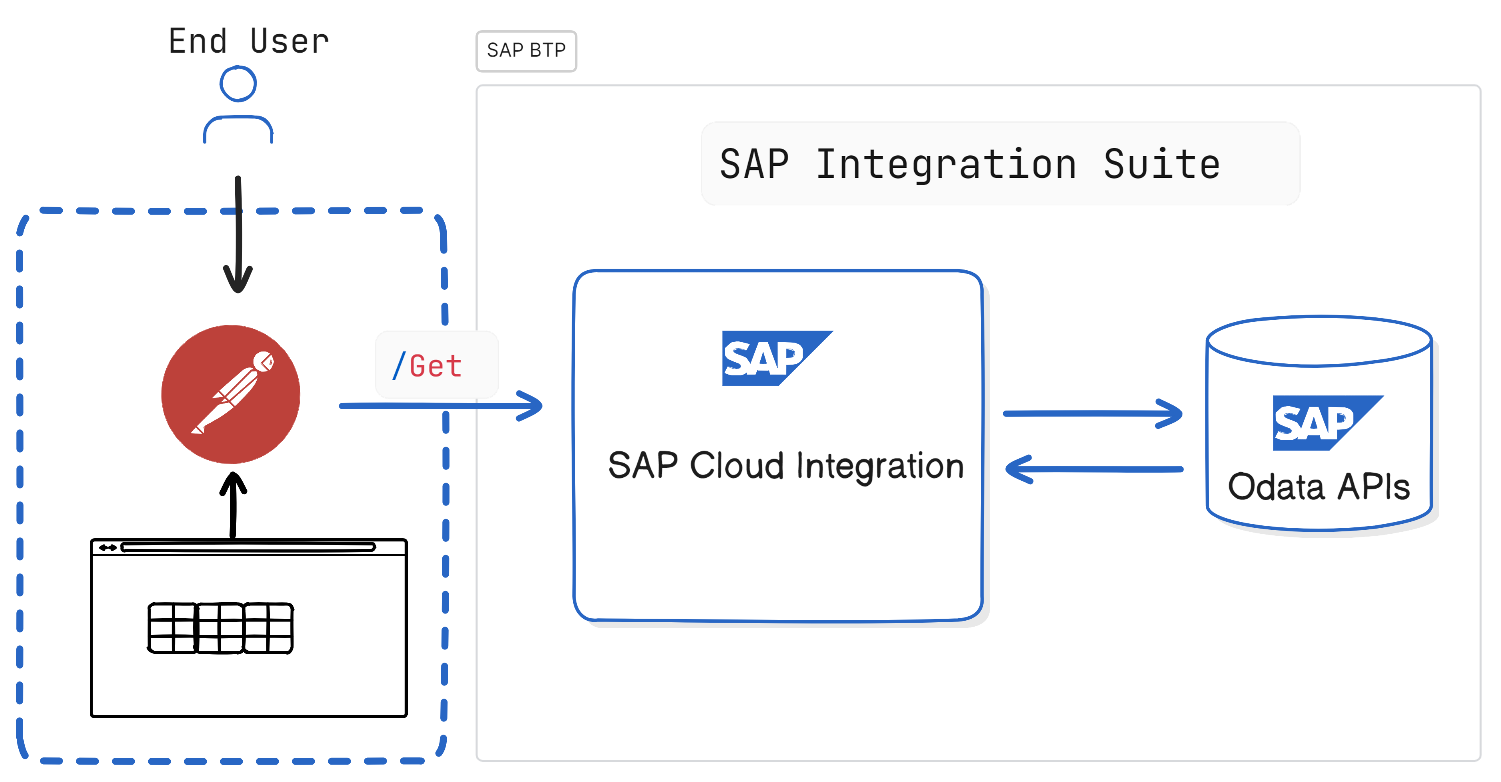 End User
SAP BTP
SAP Integration Suite
/Get
SAP
SAP Cloud Integration
SAP
Odata APIs